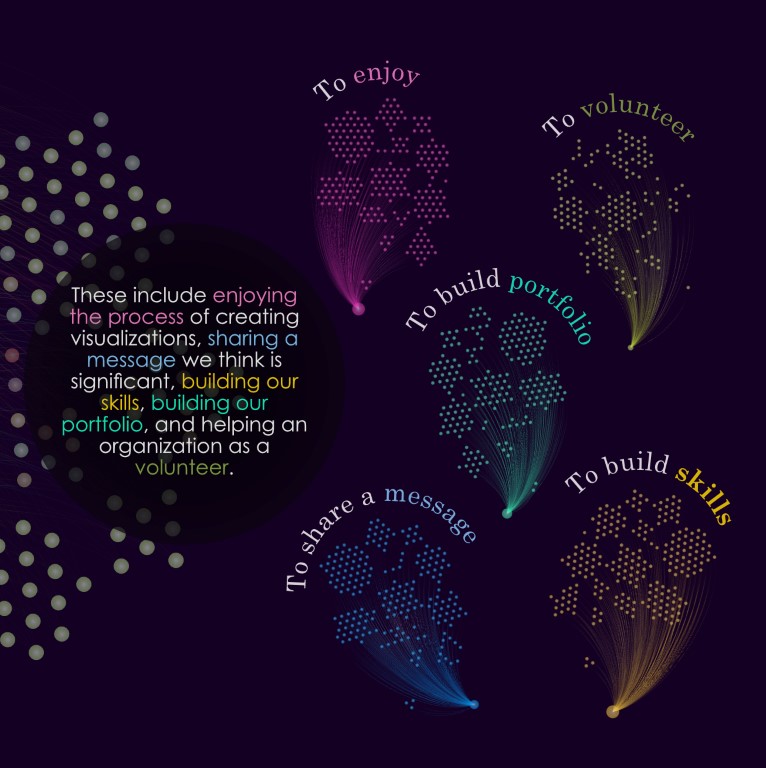 To enjoy
To volunteer
To build portfolio
These include enjoying
the process of creating
visualizations, sharing a
message we think is
significant, building our
skills, building our
portfolio, and helping an
organization as a
volunteer.
To share a message
To build skills